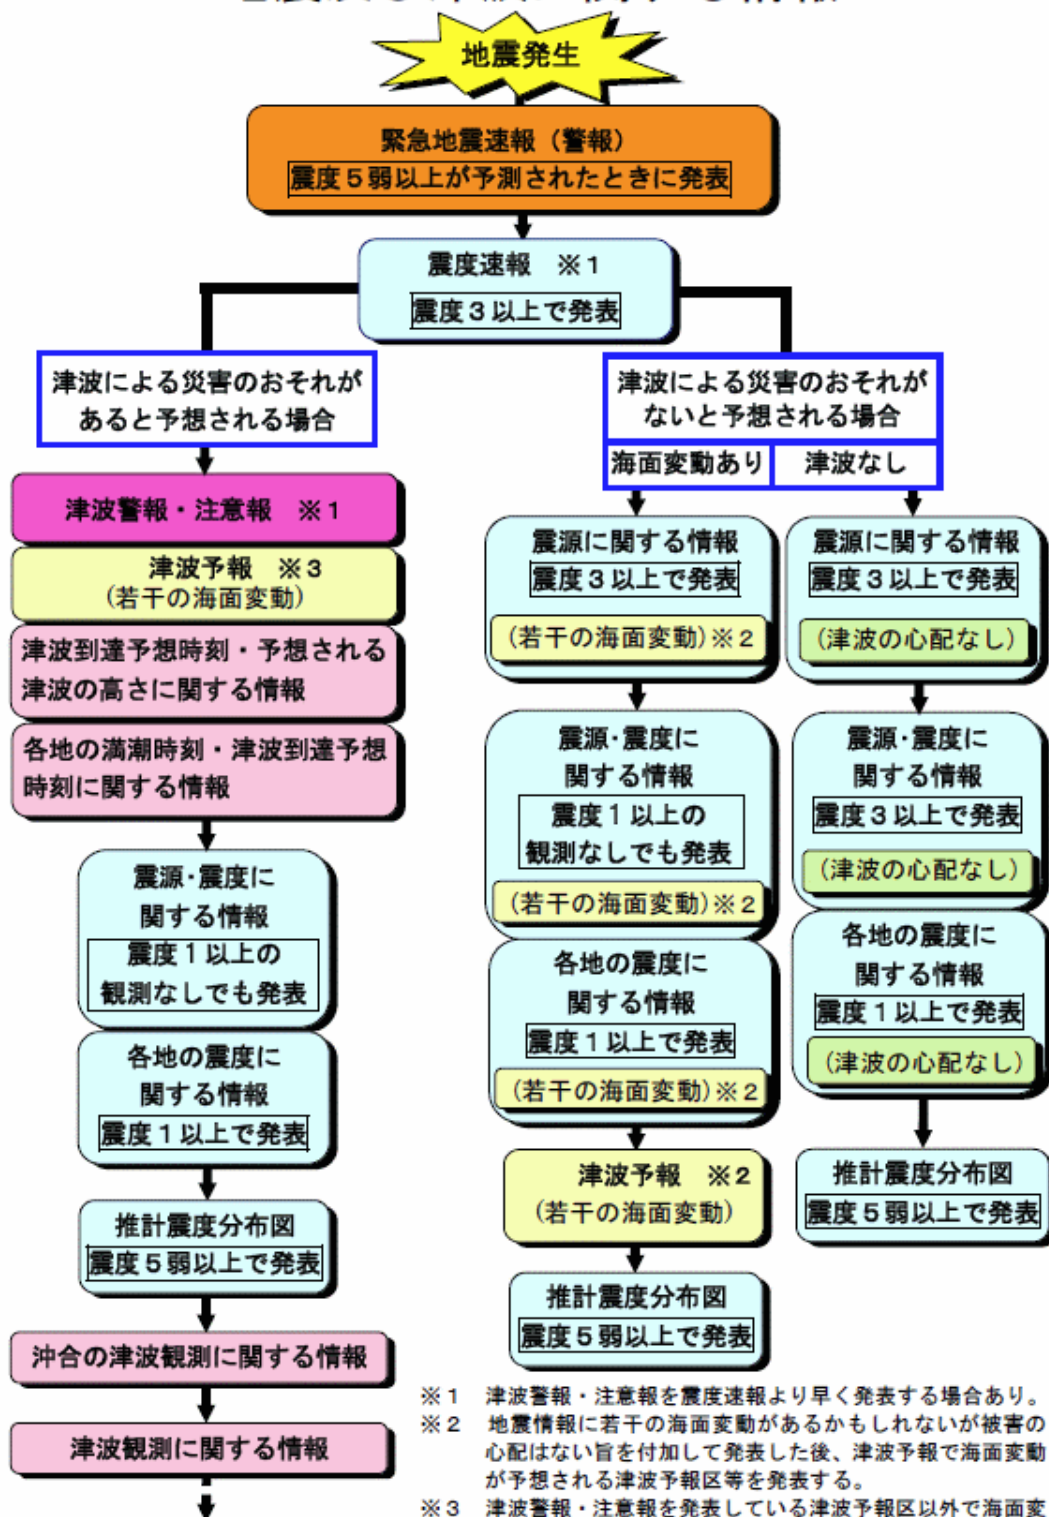 地震発生
緊急地震速報（警報）
震度５弱以上が予測されたときに発表
震度速報　※１
震度３以上で発表
津波による災害のおそれが
あると予想される場合
津波警報・注意報　※１
津波予報　※３
(若干の海面変動)
津波到達予想時刻・予想される
津波の高さに関する情報
各地の満潮時刻・津波到達予想
時刻に関する情報
震源・震度に
関する情報
震度１以上の
観測なしでも発表
各地の震度に
関する情報
震度１以上で発表
推計震度分布図
震度５弱以上で発表
沖合の津波観測に関する情報
津波観測に関する情報
津波による災害のおそれが
ないと予想される場合
海面変動あり
震源に関する情報
震度３以上で発表
(若干の海面変動)※２
震源・震度に
関する情報
震度１以上の
観測なしでも発表
(若干の海面変動)※２
各地の震度に
関する情報
震度１以上で発表
(若干の海面変動)※２
津波予報　※２
(若干の海面変動)
推計震度分布図
震度５弱以上で発表
津波なし
震源に関する情報
震度３以上で発表
(津波の心配なし)
震源・震度に
関する情報
震度３以上で発表
(津波の心配なし)
各地の震度に
関する情報
震度１以上で発表
(津波の心配なし)
推計震度分布図
震度５弱以上で発表
※１　津波警報・注意報を震度速報より早く発表する場合あり。
※２　地震情報に若干の海面変動があるかもしれないが被害の
心配はない旨を付加して発表した後、津波予報で海面変動
が予想される津波予報区等を発表する。
※３　津波警報・注意報を発表している津波予報区以外で海面変